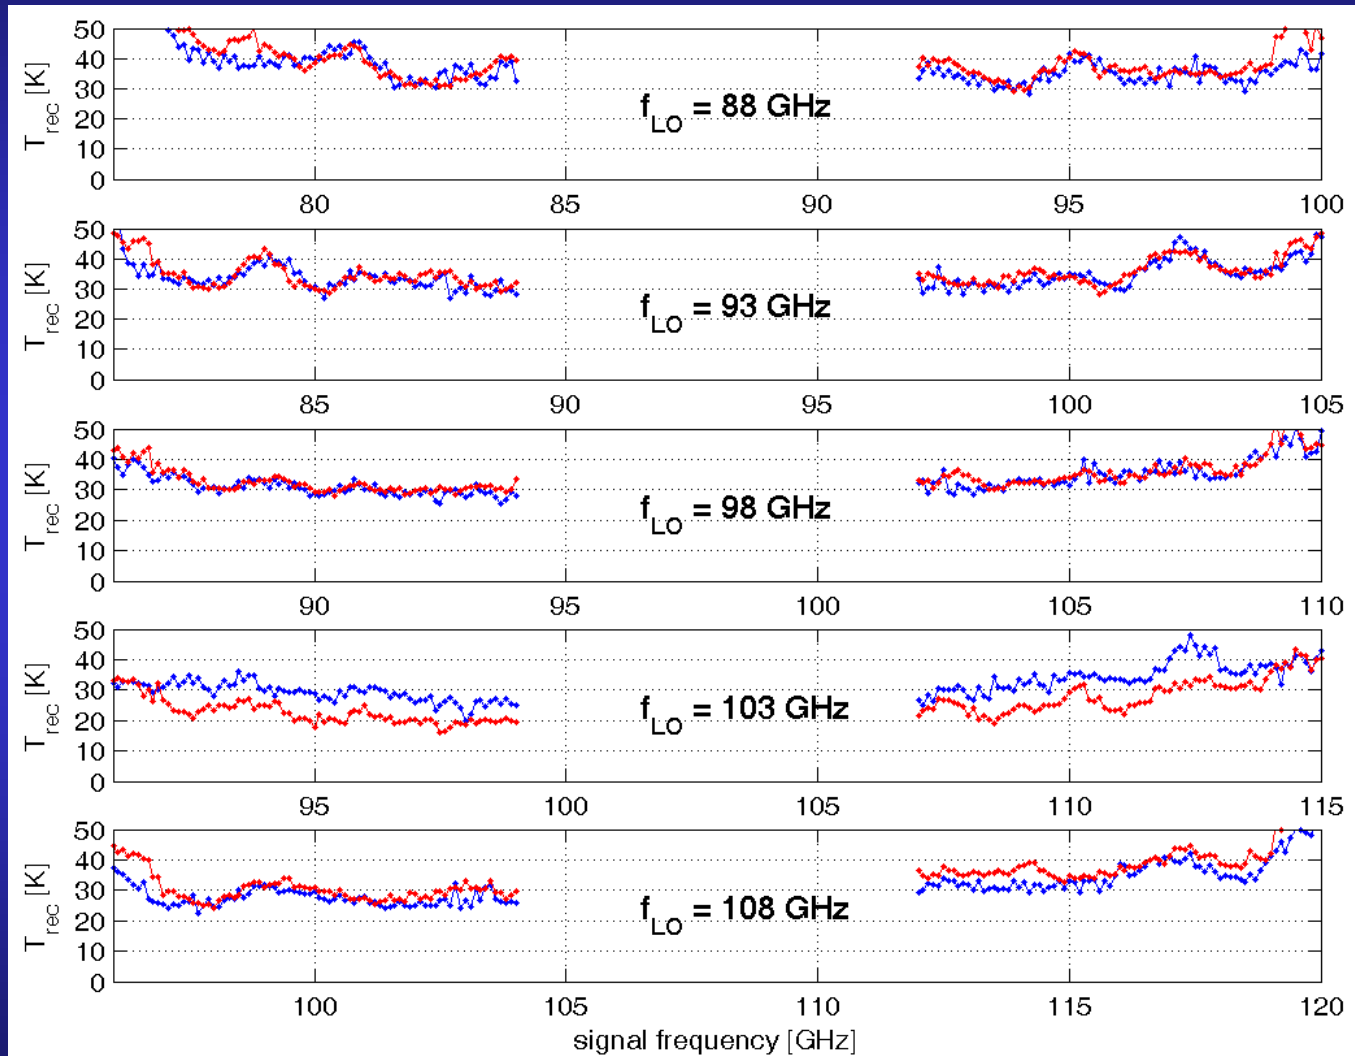 50
40
30
20
10
0
T_rec [K]
f_LO = 88 GHz
80 85 90 95 100
50
40
30
20
10
0
T_rec [K]
f_LO = 93 GHz
85 90 95 100 105
50
40
30
20
10
0
T_rec [K]
f_LO = 98 GHz
90 95 100 105 110
50
40
30
20
10
0
T_rec [K]
f_LO = 103 GHz
95 100 105 110 115
50
40
30
20
10
0
T_rec [K]
f_LO = 108 GHz
100 105 110 115 120
signal frequency [GHz]